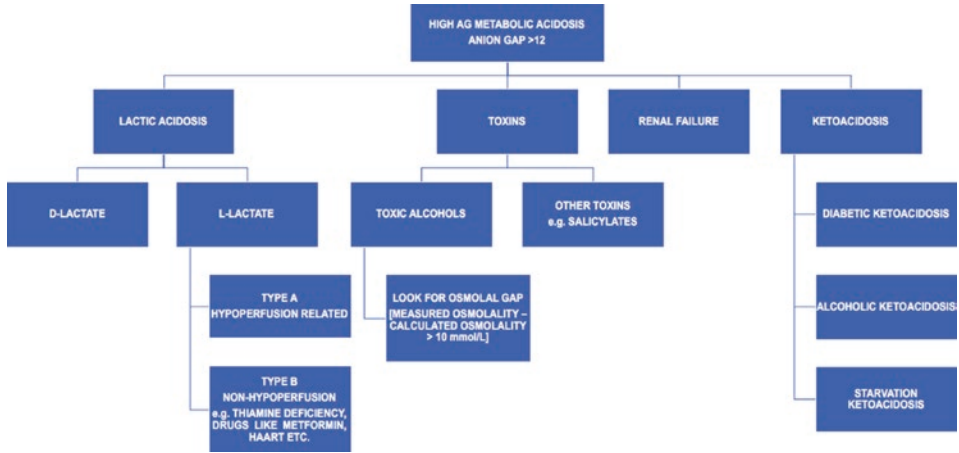 HIGH AG METABOLIC ACIDOSIS
ANION GAP >12
LACTIC ACIDOSIS
TOXINS
RENAL FAILURE
KETOACIDOSIS
D-LACTATE
L-LACTATE
TOXIC ALCOHOLS
OTHER TOXINS
e.g. SALICYLATES
DIABETIC KETOACIDOSIS
TYPE A
HYPOPERFUSION RELATED
LOOK FOR OSMOLAL GAP
[MEASURED OSMOLALITY –
CALCULATED OSMOLALITY
> 10 mmol/L]
ALCOHOLIC KETOACIDOSIS
TYPE B
NON-HYPOPERFUSION
e.g. THIAMINE DEFICIENCY,
DRUGS LIKE METFORMIN,
HAART ETC.
STARVATION
KETOACIDOSIS